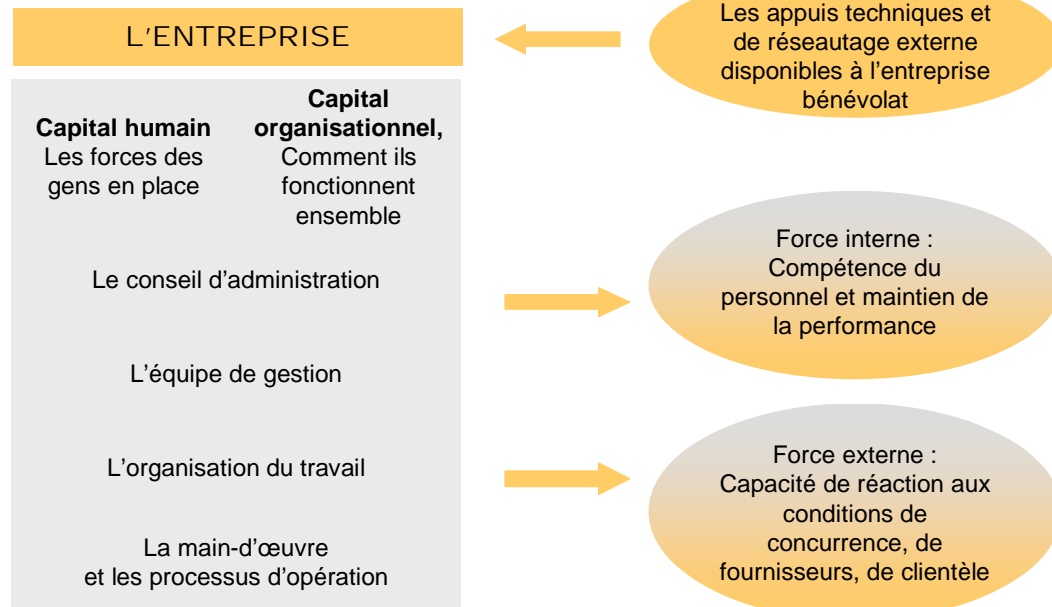 L'ENTREPRISE
Les appuis techniques et
de réseautage externe
disponibles à l'entreprise
bénévolat
Capital humain
Les forces des
gens en place
Capital
organisationnel,
Comment ils
fonctionnent
ensemble
Le conseil d'administration
L'équipe de gestion
L'organisation du travail
La main-d'œuvre
et les processus d'opération
Force interne :
Compétence du
personnel et maintien de
la performance
Force externe :
Capacité de réaction aux
conditions de
concurrence, de
fournisseurs, de clientèle